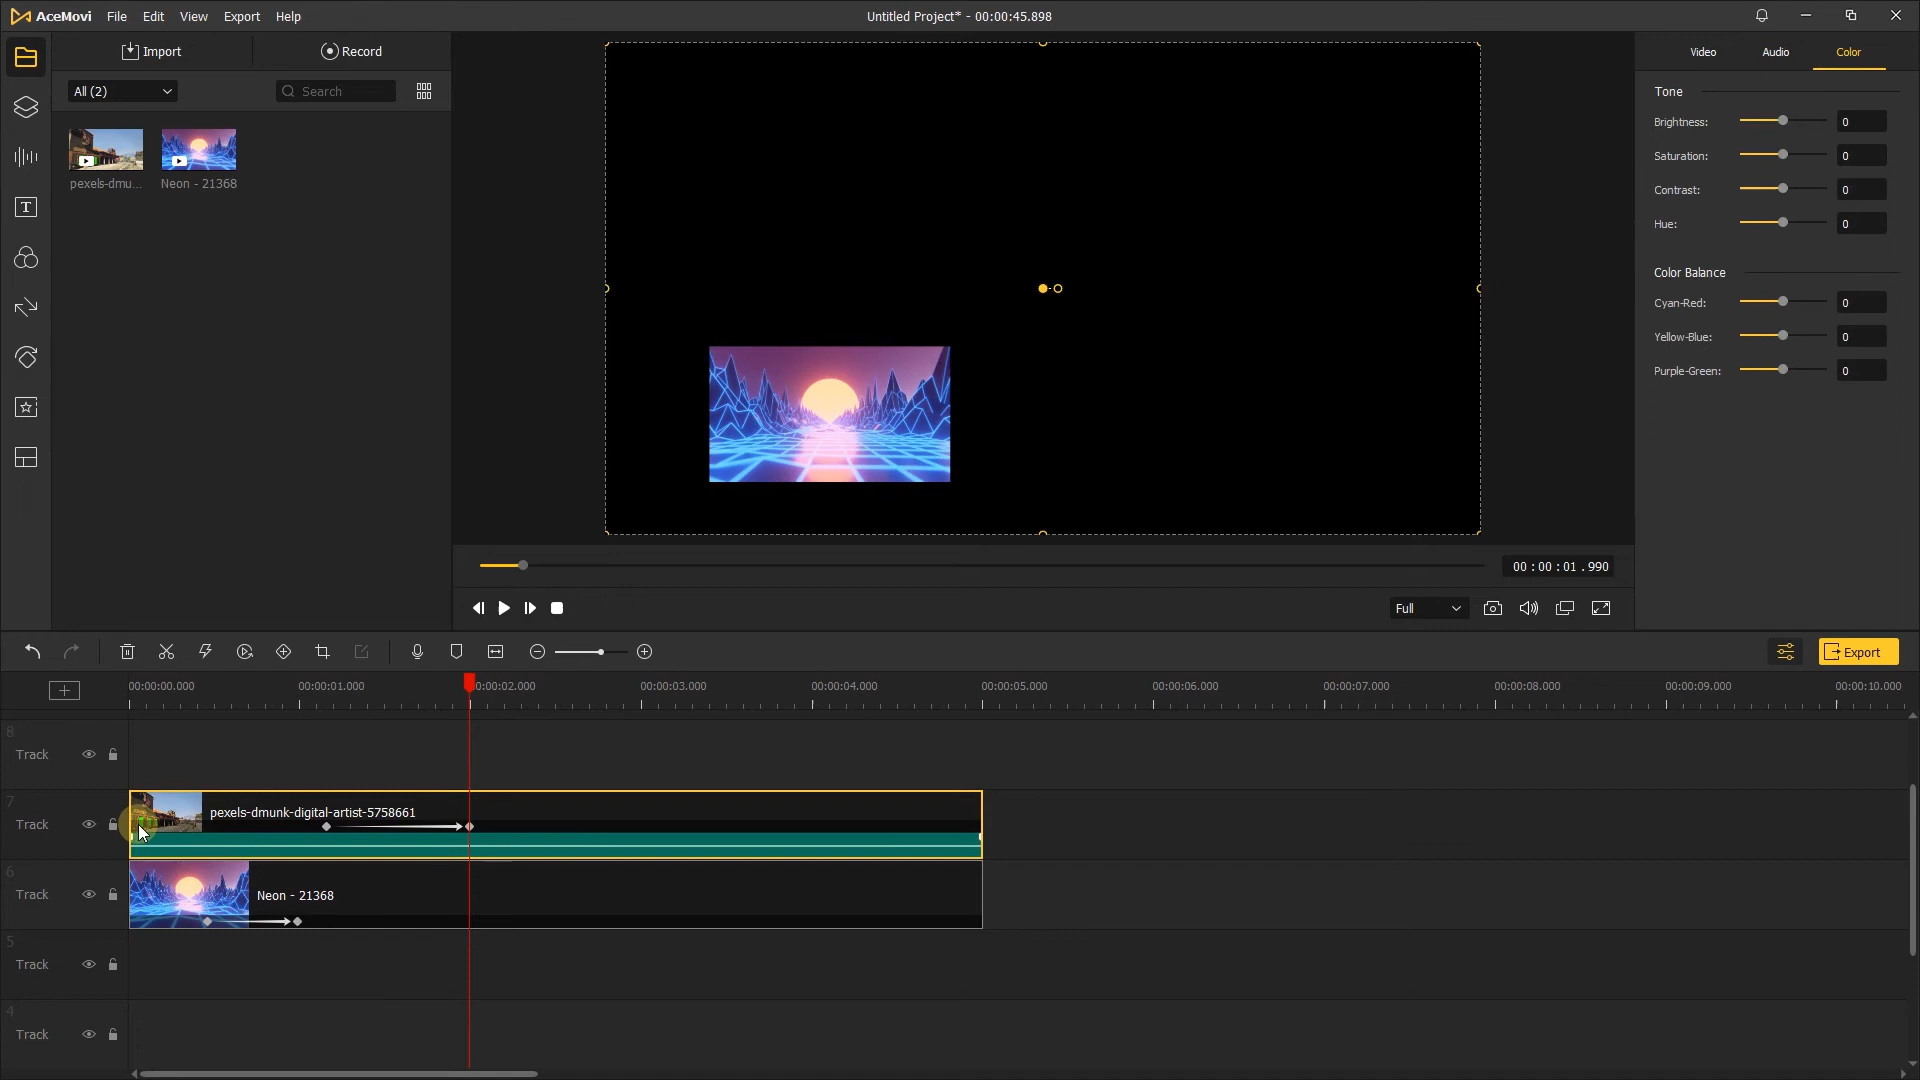 AceMovi File Edit View Export Help Untitled Project* - 00:00:45.898
Import Record Video Audio Color
All (2) Search Tone
Brightness: 0
Saturation: 0
pexels-dmu... Neon - 21368 Contrast: 0
Hue: 0
Color Balance
Cyan-Red: 0
Yellow-Blue: 0
Purple-Green: 0
00 : 00 : 01 . 990
Full
Export
00:00:00.000 00:00:01.000 00:00:02.000 00:00:03.000 00:00:04.000 00:00:05.000 00:00:06.000 00:00:07.000 00:00:08.000 00:00:09.000 00:00:10.000
8
Track
7
Track pexels-dmunk-digital-artist-5758661
6
Track Neon - 21368
5
Track
4
Track